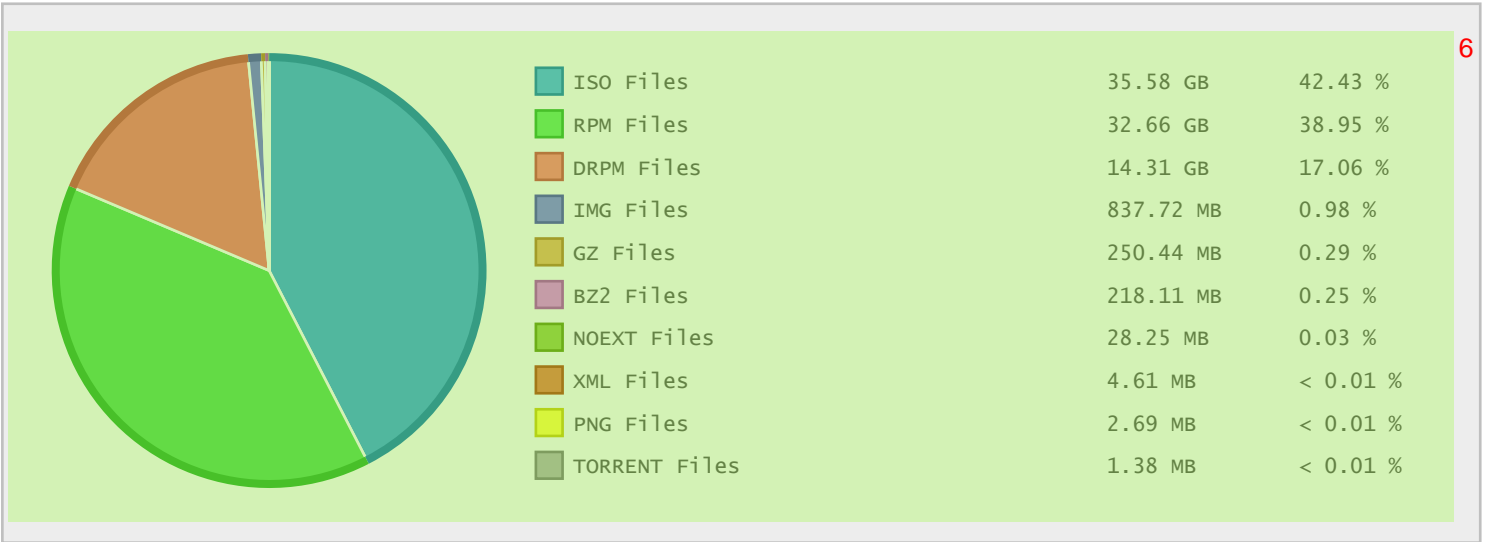 6
ISO Files 35.58 GB 42.43 %
RPM Files 32.66 GB 38.95 %
DRPM Files 14.31 GB 17.06 %
IMG Files 837.72 MB 0.98 %
GZ Files 250.44 MB 0.29 %
BZ2 Files 218.11 MB 0.25 %
NOEXT Files 28.25 MB 0.03 %
XML Files 4.61 MB < 0.01 %
PNG Files 2.69 MB < 0.01 %
TORRENT Files 1.38 MB < 0.01 %